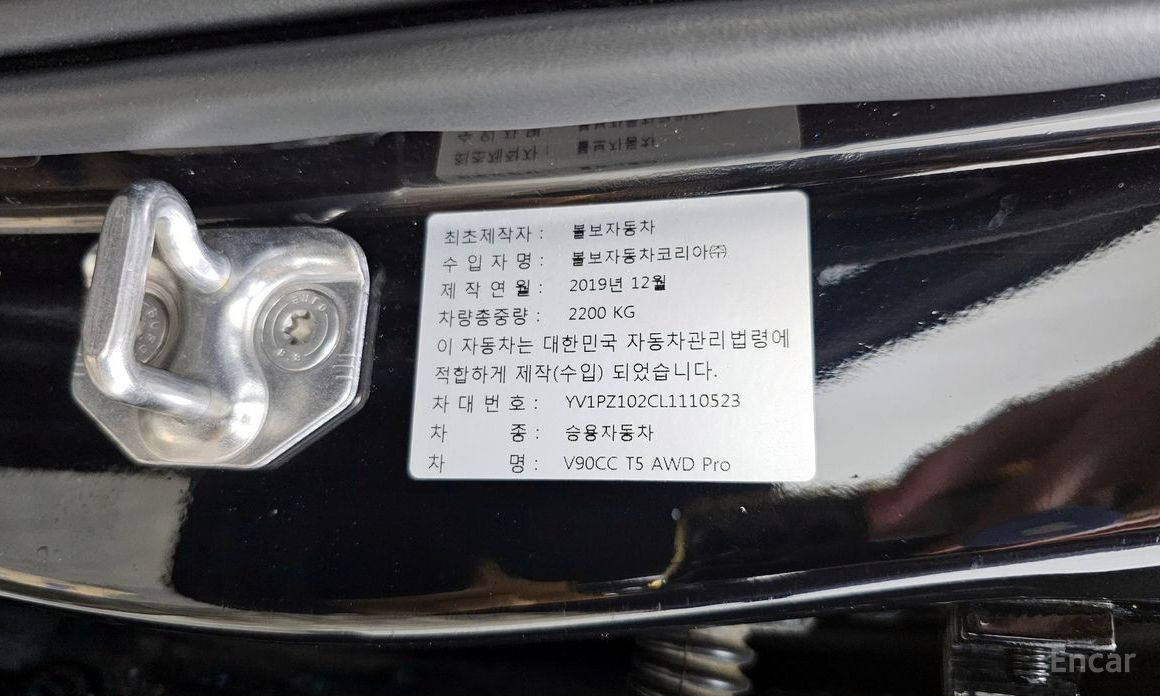 최초제작자 : 볼보자동차
수 입 자 명 : 볼보자동차코리아㈜
제 작 연 월 : 2019년 12월
차량총중량 : 2200 KG
이 자동차는 대한민국 자동차관리법령에
적합하게 제작(수입) 되었습니다.
차 대 번 호 : YV1PZ102CL1110523
차 종 : 승용자동차
차 명 : V90CC T5 AWD Pro
Encar